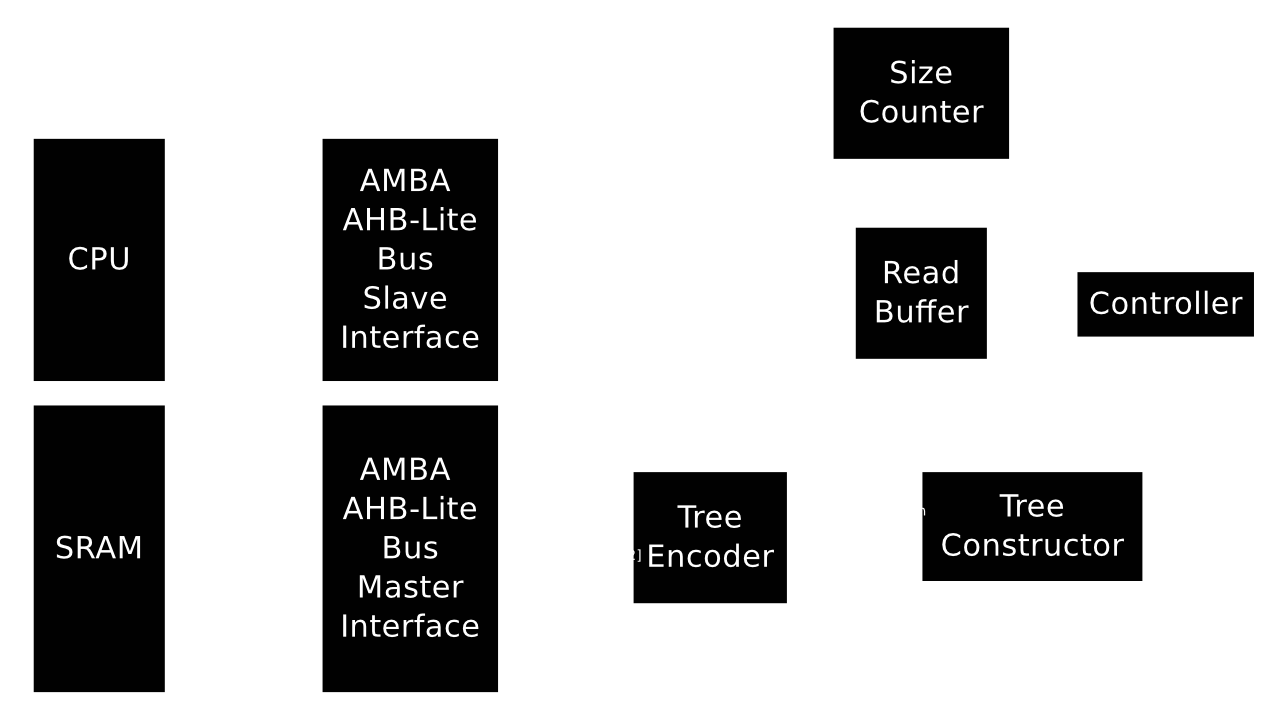 Size
Counter
CPU
AMBA
AHB-Lite
Bus
Slave
Interface
Read
Buffer
Controller
SRAM
AMBA
AHB-Lite
Bus
Master
Interface
Tree
Encoder
Tree
Constructor